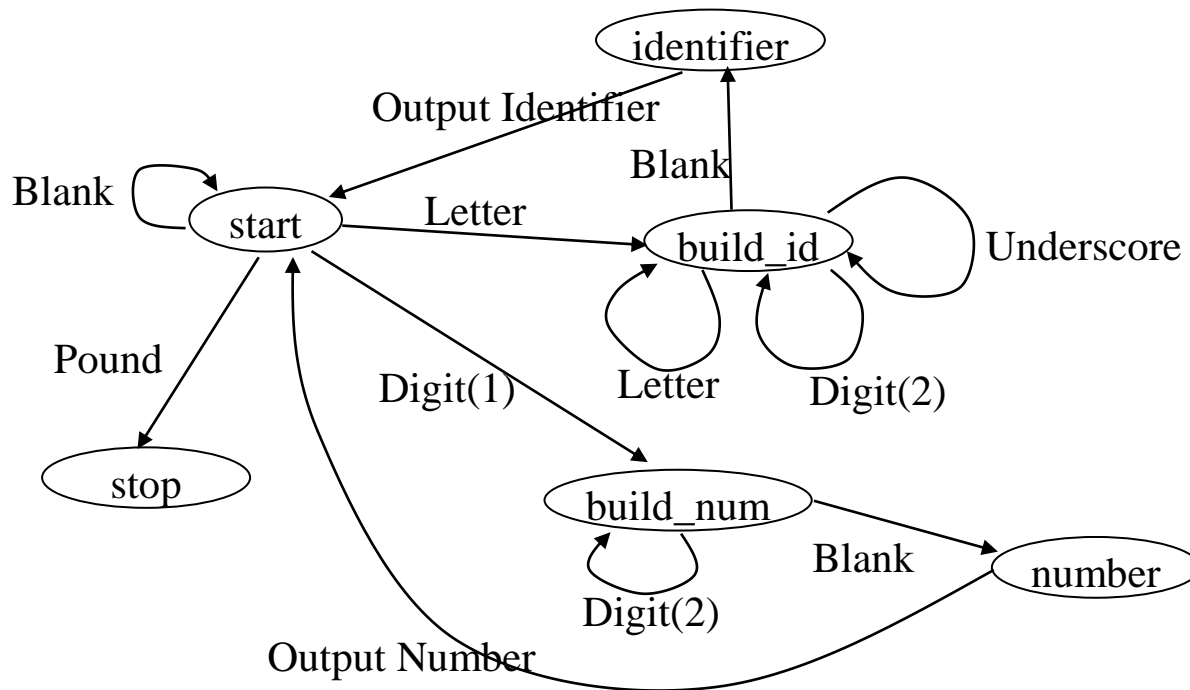 identifier
Output Identifier
Blank
Blank
start
Letter
build_id
Underscore
Pound
Digit(1)
Letter
Digit(2)
stop
build_num
Blank
number
Digit(2)
Output Number